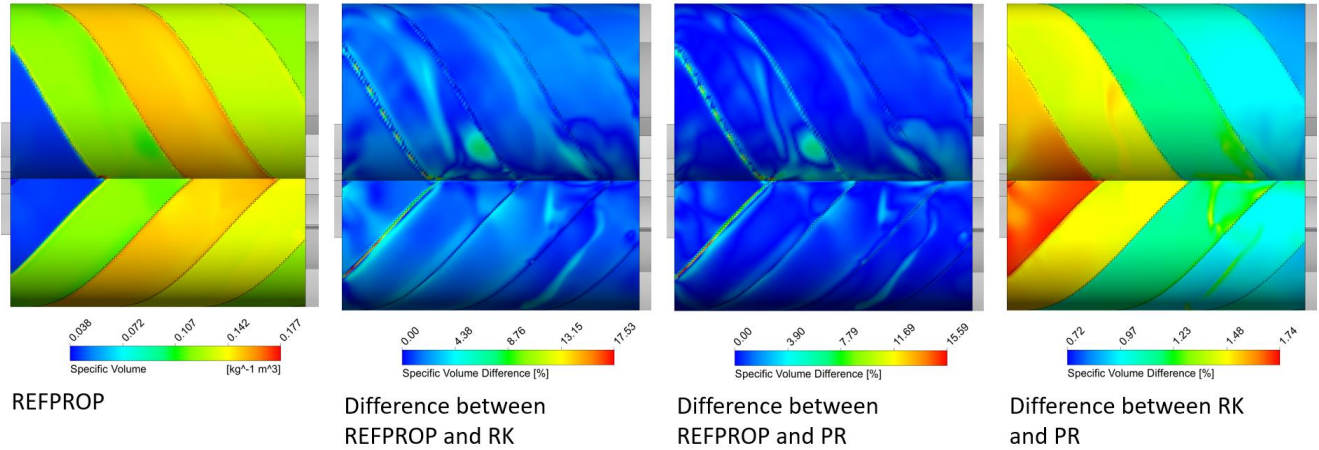 0.038 0.072 0.107 0.142 0.177
Specific Volume [kg^-1 m^3]
REFPROP
0.00 4.38 8.76 13.15 17.53
Specific Volume Difference [%]
Difference between
REFPROP and RK
0.00 3.90 7.79 11.69 15.59
Specific Volume Difference [%]
Difference between
REFPROP and PR
0.72 0.97 1.23 1.48 1.74
Specific Volume Difference [%]
Difference between RK
and PR